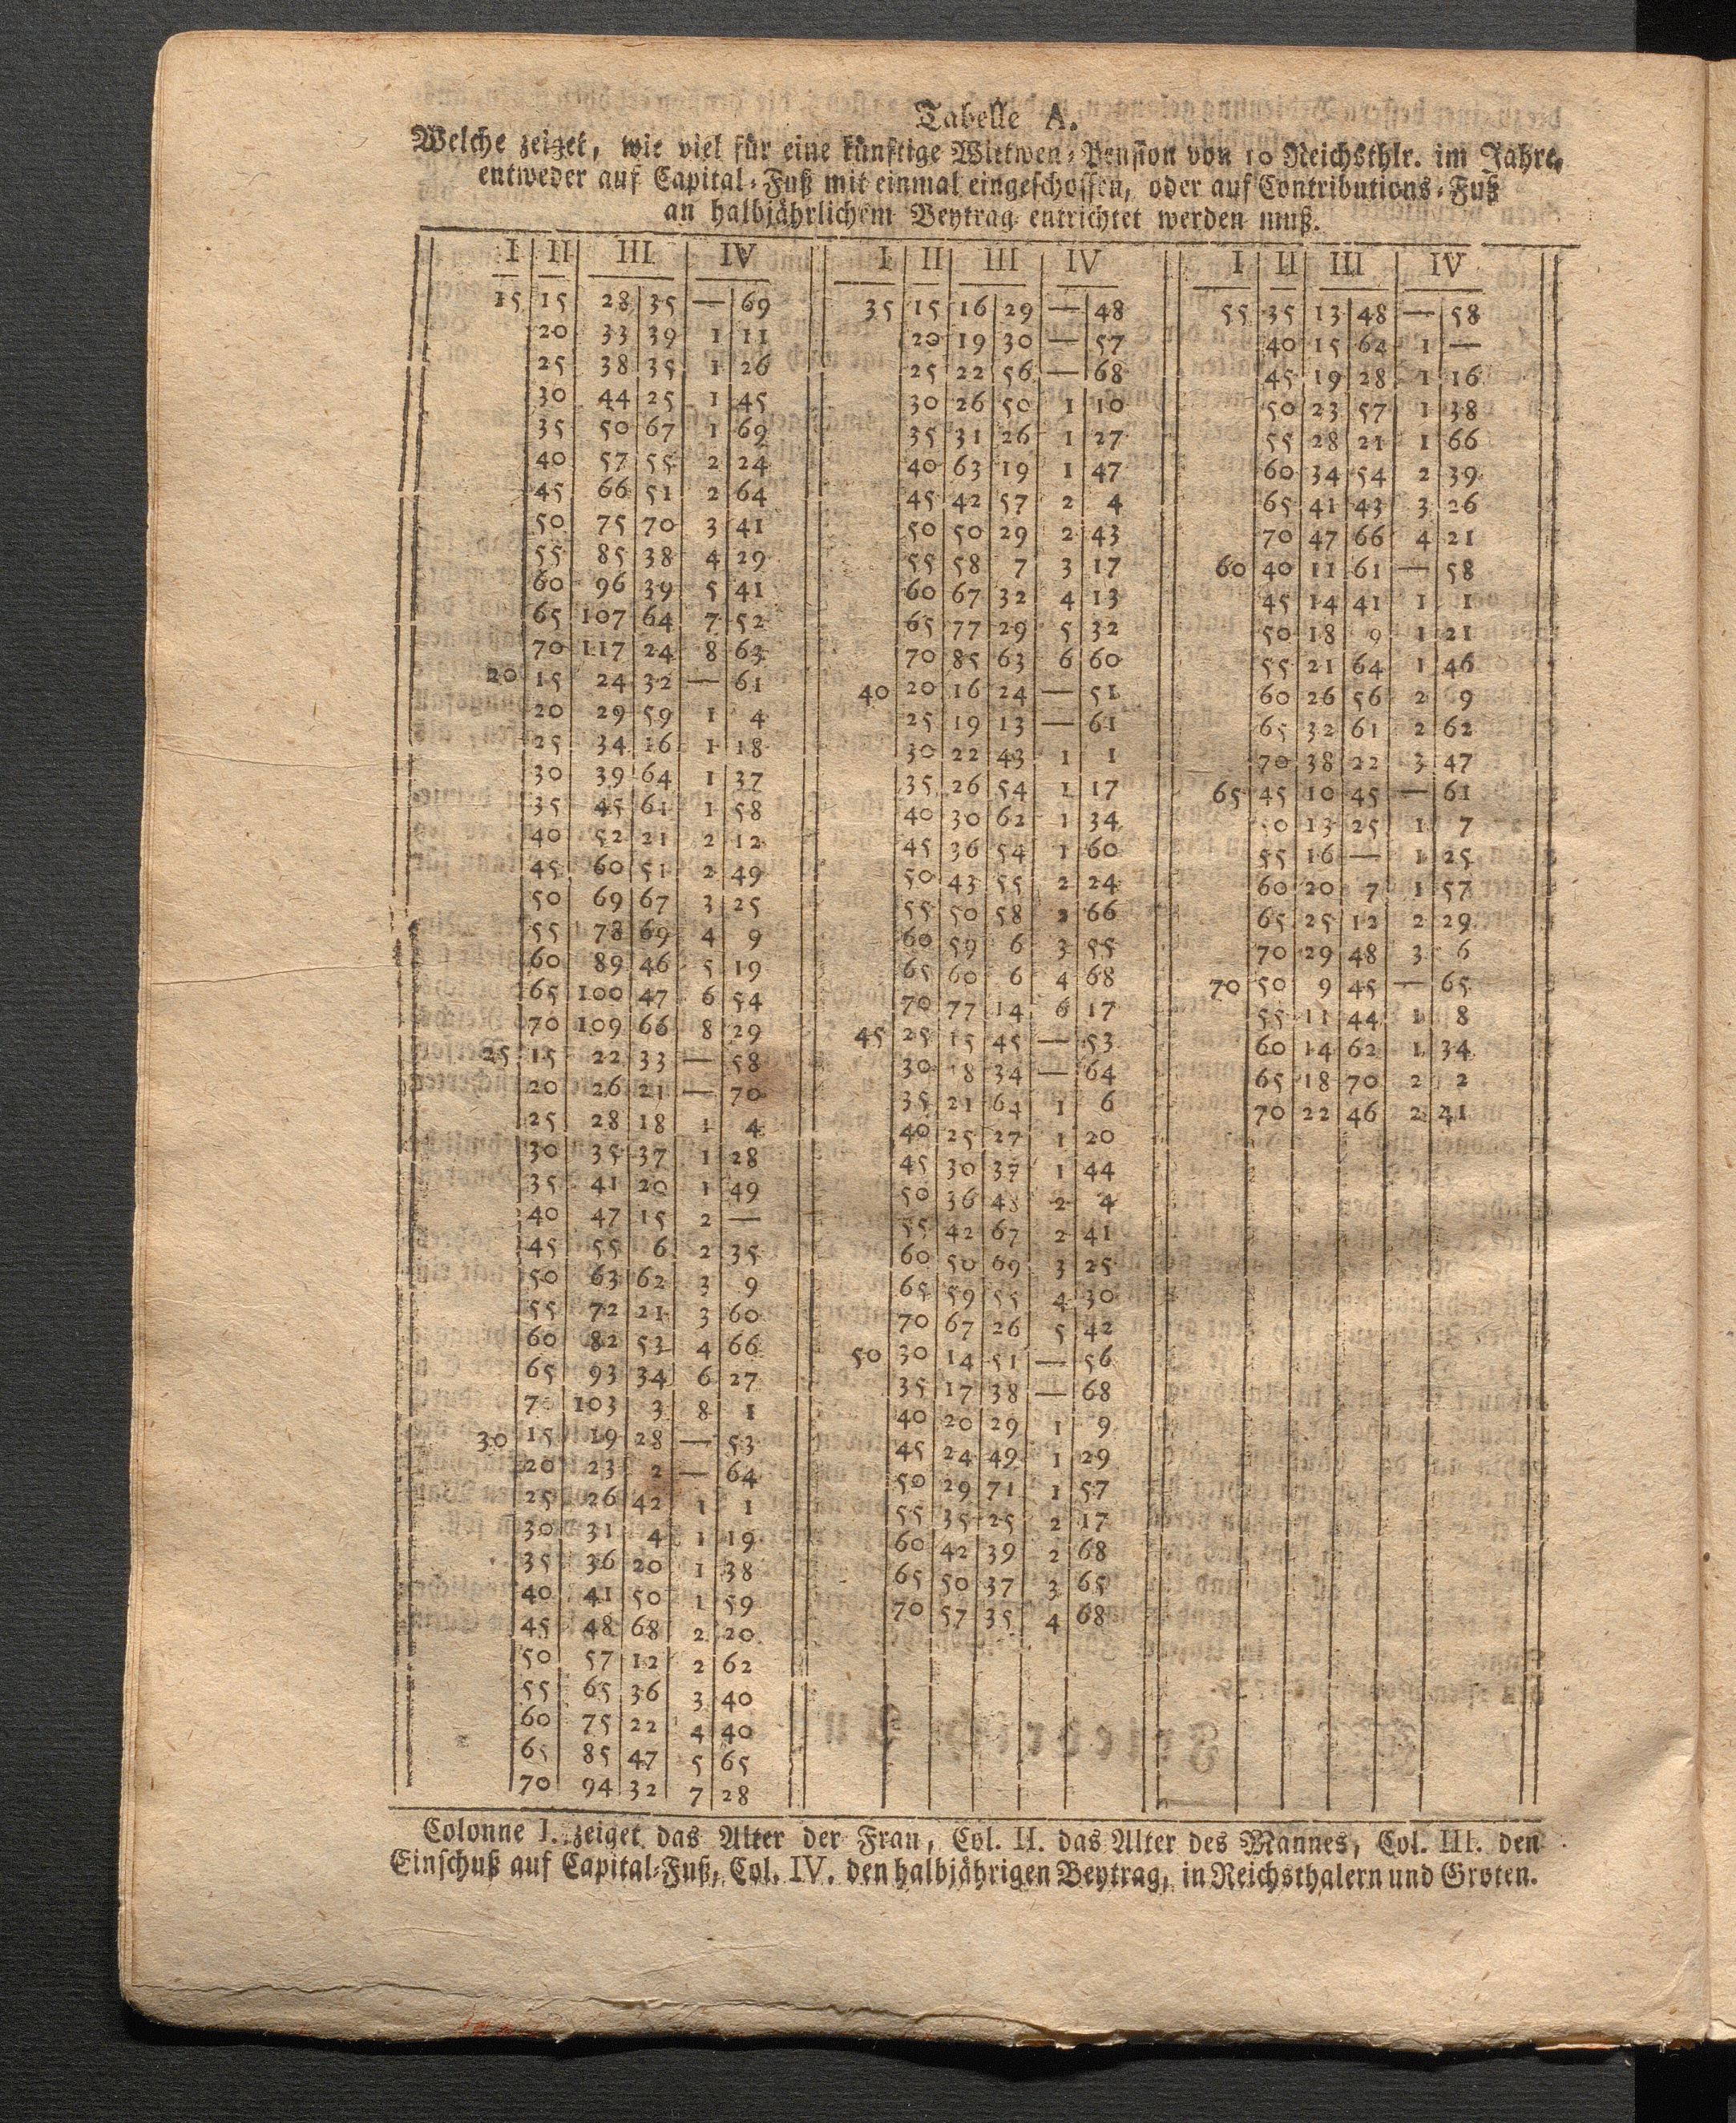 Tabelle A.
Welche zeiget, wie viel für eine künftige Wittwen-Pension von 10 Reichsthlr. im Jahre,
entweder auf Capital-Fuß mit einmal eingeschossen, oder auf Contributions-Fuß
an halbjährlichem Beytrag entrichtet werden muß.
I II III IV
15 15 28 35 — 69
20 33 39 1 11
25 38 35 1 26
30 44 25 1 45
35 50 67 1 69
40 57 55 2 24
45 66 51 2 64
50 75 70 3 41
55 85 38 4 29
60 96 39 5 41
65 107 64 7 52
70 117 24 8 63
20 15 24 32 — 61
20 29 59 1 4
25 34 16 1 18
30 39 64 1 37
35 45 61 1 58
40 52 21 2 12
45 60 51 2 49
50 69 67 3 25
55 78 69 4 9
60 89 46 5 19
65 100 47 6 54
70 109 66 8 29
25 15 22 33 — 58
20 26 21 — 70
25 28 18 1 4
30 35 37 1 28
35 41 20 1 49
40 47 15 2 —
45 55 6 2 35
50 63 62 3 9
55 72 21 3 60
60 82 53 4 66
65 93 34 6 27
7 103 3 8 1
30 15 19 28 — 53
20 23 2 — 64
25 26 42 1 1
30 31 4 1 19
35 36 20 1 38
40 41 50 1 59
45 48 68 2 20
50 57 12 2 62
55 65 36 3 40
60 75 22 4 40
65 85 47 5 65
70 94 32 7 28
I II III IV
35 15 16 29 — 48
20 19 30 — 57
25 22 56 — 68
30 26 50 1 10
35 31 26 1 27
40 63 19 1 47
45 42 57 2 4
50 50 29 2 43
55 58 7 3 17
60 67 32 4 13
65 77 29 5 32
70 85 63 6 60
40 20 16 24 — 51
25 19 13 — 61
30 22 43 1 1
35 26 54 1 17
40 30 62 1 34
45 36 54 1 60
50 43 55 2 24
55 50 58 2 66
60 59 6 3 55
65 60 6 4 68
70 77 14 6 17
45 25 15 45 — 53
30 18 34 — 64
35 21 64 1 6
40 25 27 1 20
45 30 37 1 44
50 36 48 2 4
55 42 67 2 41
60 50 69 3 25
65 59 55 4 30
70 67 26 5 42
50 30 14 51 — 56
35 17 38 — 68
40 20 29 1 9
45 24 49 1 29
50 29 71 1 57
55 35 25 2 17
60 42 39 2 68
65 50 37 3 65
70 57 35 4 68
I II III IV
55 35 13 48 — 58
40 15 64 1 —
45 19 28 1 16
50 23 57 1 38
55 28 21 1 66
60 34 54 2 39
65 41 43 3 26
70 47 66 4 21
60 40 11 61 — 58
45 14 41 1 1
50 18 9 1 21
55 21 64 1 46
60 26 56 2 9
65 32 61 2 62
70 38 22 3 47
65 45 10 45 — 61
0 13 25 1 7
55 16 — 1 25
60 20 7 1 57
65 25 12 2 29
70 29 48 3 6
70 50 9 45 — 65
55 11 44 1 8
60 14 62 1 34
65 18 70 2 2
70 22 46 2 41
Colonne I. zeiget das Alter der Frau, Col. II. das Alter des Mannes, Col. III. den
Einschuß auf Capital-Fuß, Col. IV. den halbjährigen Beytrag, in Reichsthalern und Groten.